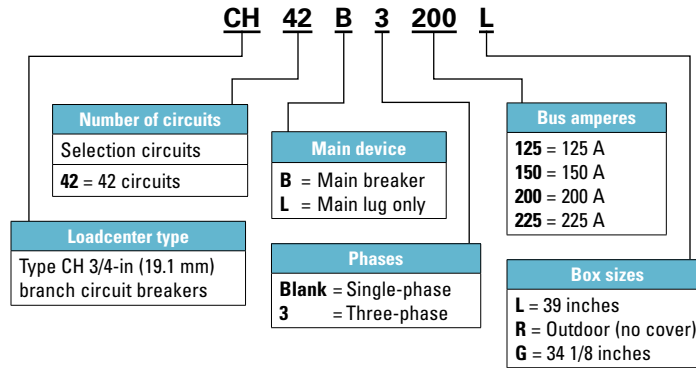 CH 42 B 3 200 L
Number of circuits
Selection circuits
42 = 42 circuits
Main device
B = Main breaker
L = Main lug only
Bus amperes
125 = 125 A
150 = 150 A
200 = 200 A
225 = 225 A
Loadcenter type
Type CH 3/4-in (19.1 mm)
branch circuit breakers
Phases
Blank = Single-phase
3 = Three-phase
Box sizes
L = 39 inches
R = Outdoor (no cover)
G = 34 1/8 inches